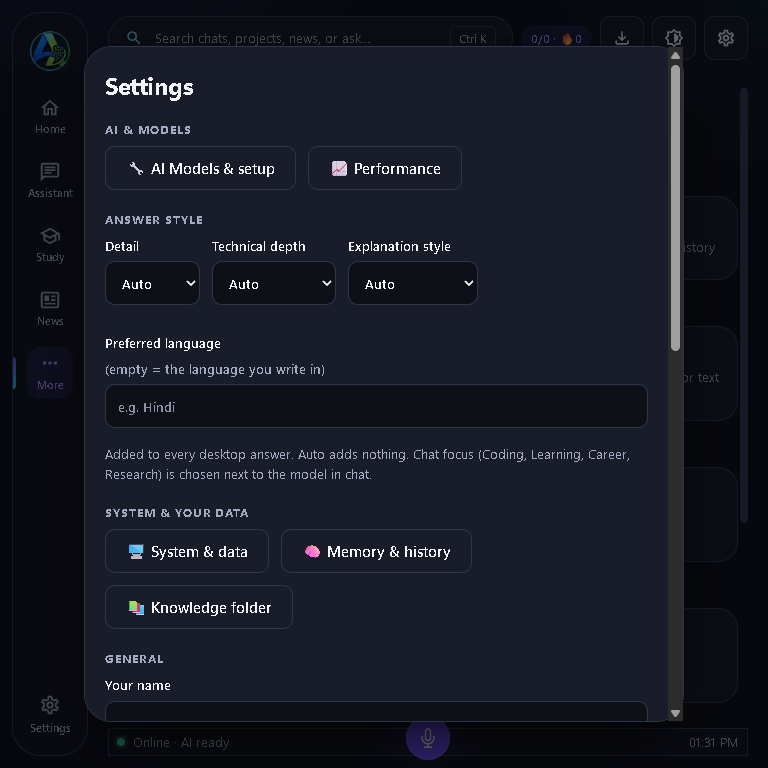 Search chats, projects, news, or ask...
Ctrl K
0/0 · 🔥 0
Home
Assistant
Study
News
More
Settings
Settings
AI & MODELS
🔧 AI Models & setup
📈 Performance
ANSWER STYLE
Detail
Technical depth
Explanation style
Auto
Auto
Auto
Preferred language
(empty = the language you write in)
e.g. Hindi
Added to every desktop answer. Auto adds nothing. Chat focus (Coding, Learning, Career,
Research) is chosen next to the model in chat.
SYSTEM & YOUR DATA
🖥️ System & data
🧠 Memory & history
📚 Knowledge folder
GENERAL
Your name
or text
Online · AI ready
01:31 PM